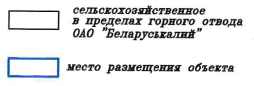 сельскохозяйственное
в пределах горного отвода
ОАО "Беларуськалий"
место размещения объекта